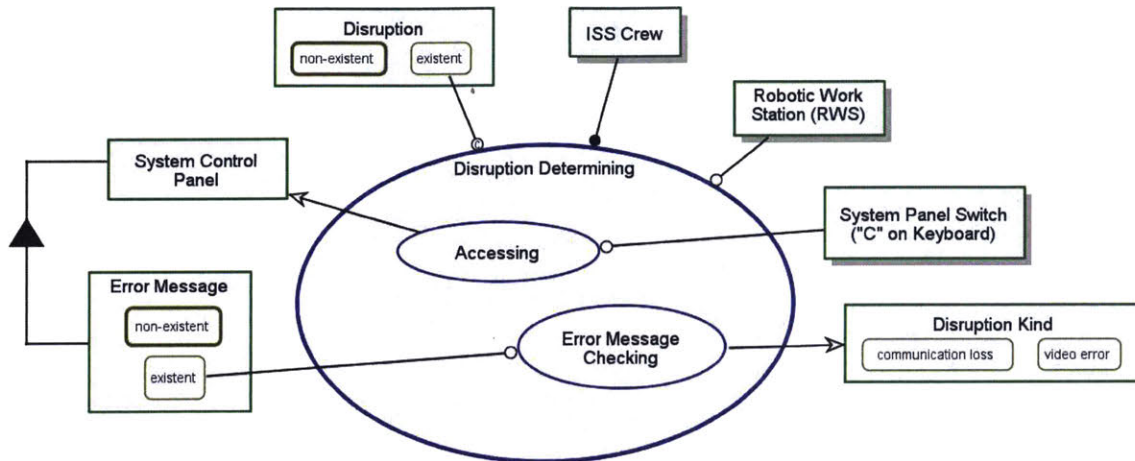 Disruption
non-existent
existent
ISS Crew
Robotic Work
Station (RWS)
C
Disruption Determining
System Control
Panel
Accessing
System Panel Switch
("C" on Keyboard)
Error Message
non-existent
existent
Error Message
Checking
Disruption Kind
communication loss
video error